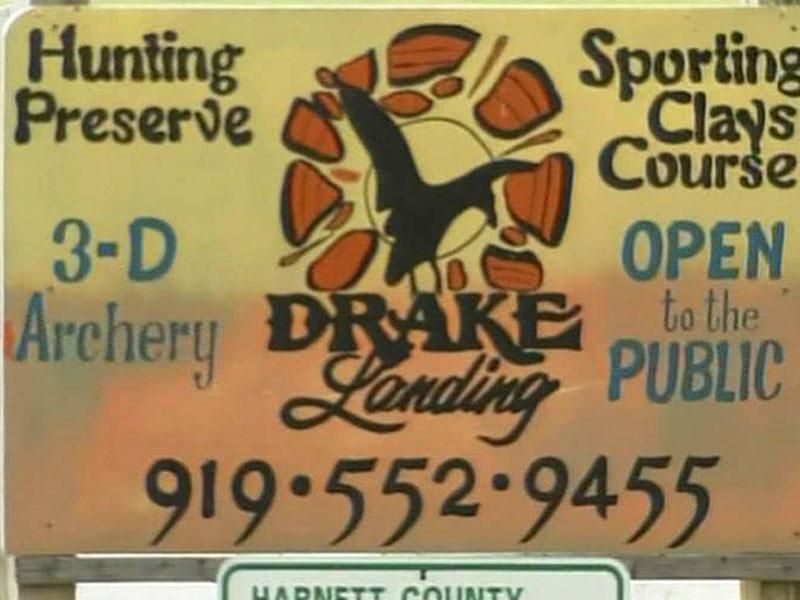 Hunting
Preserve
Sporting
Clays
Course
3-D
Archery
OPEN
to the
PUBLIC
DRAKE
Landing
919·552·9455
HARNETT COUNTY